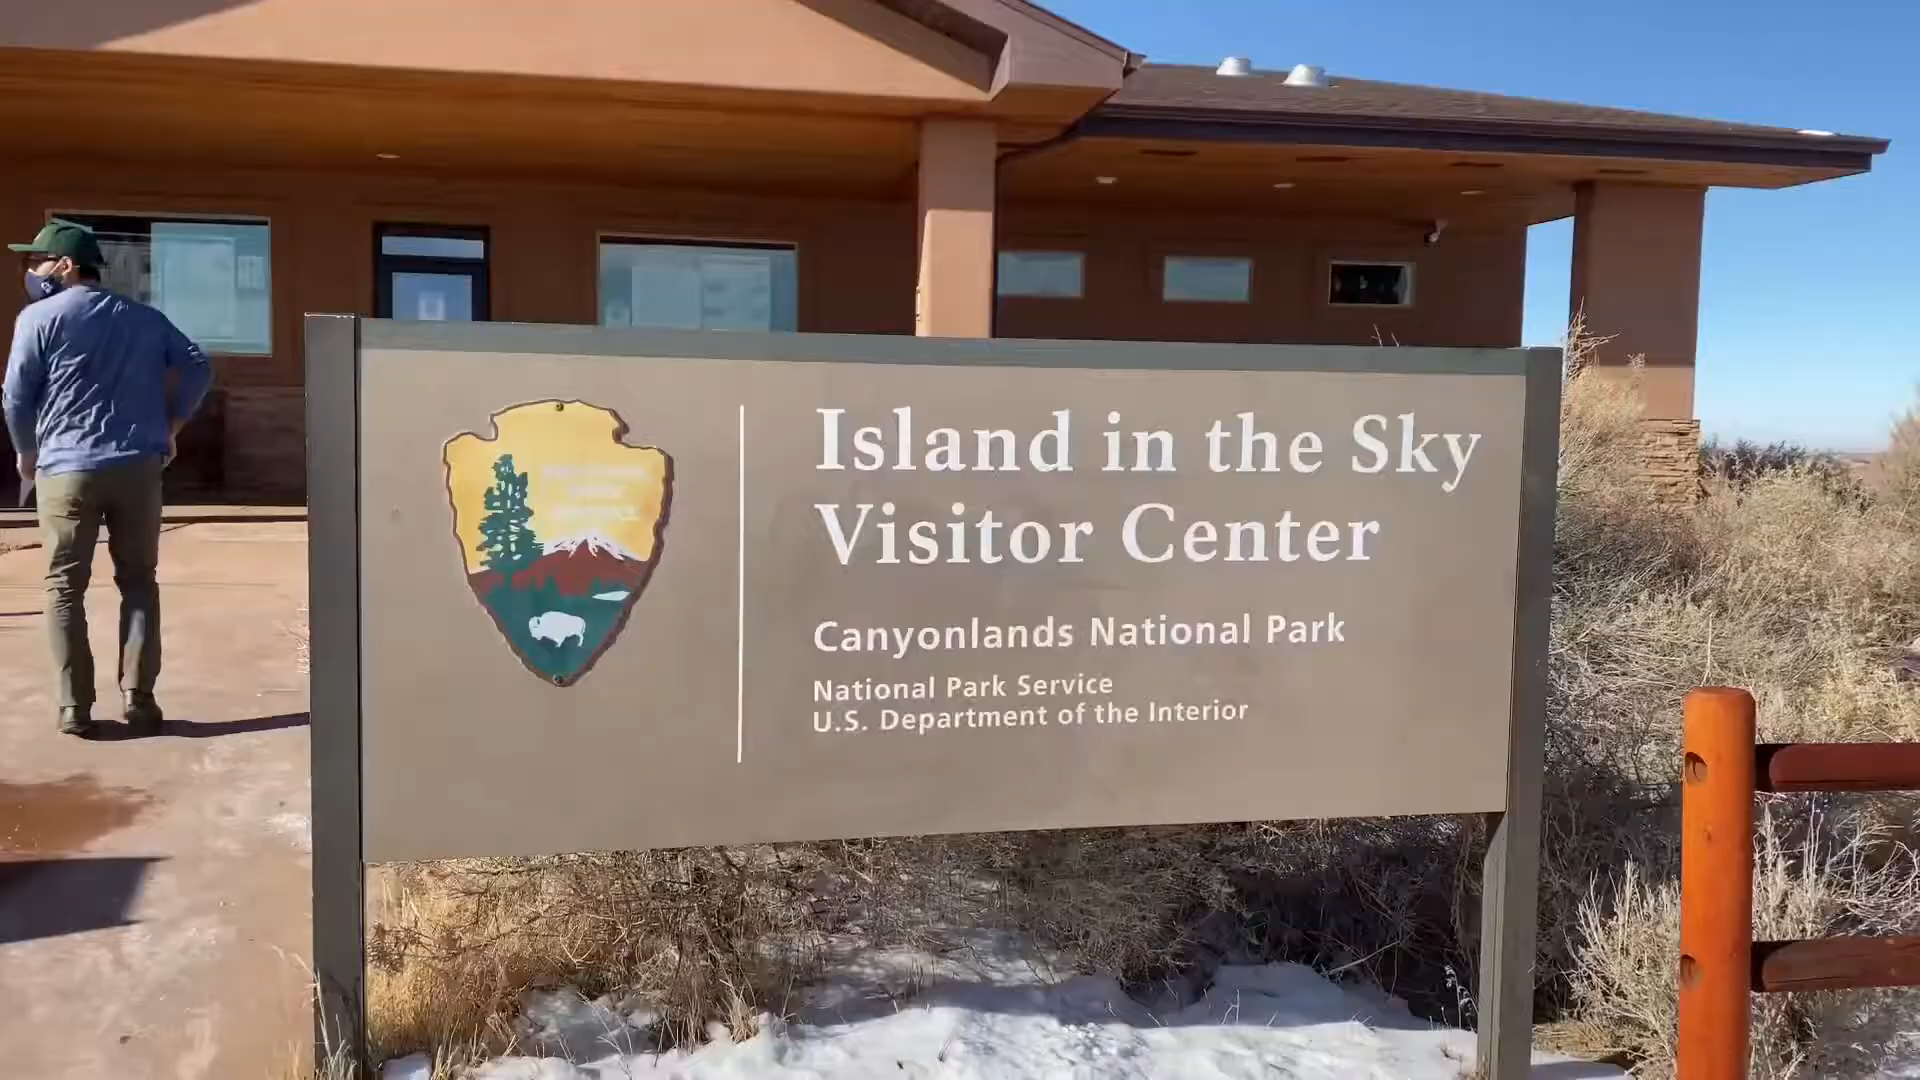 Island in the Sky
Visitor Center
Canyonlands National Park
National Park Service
U.S. Department of the Interior